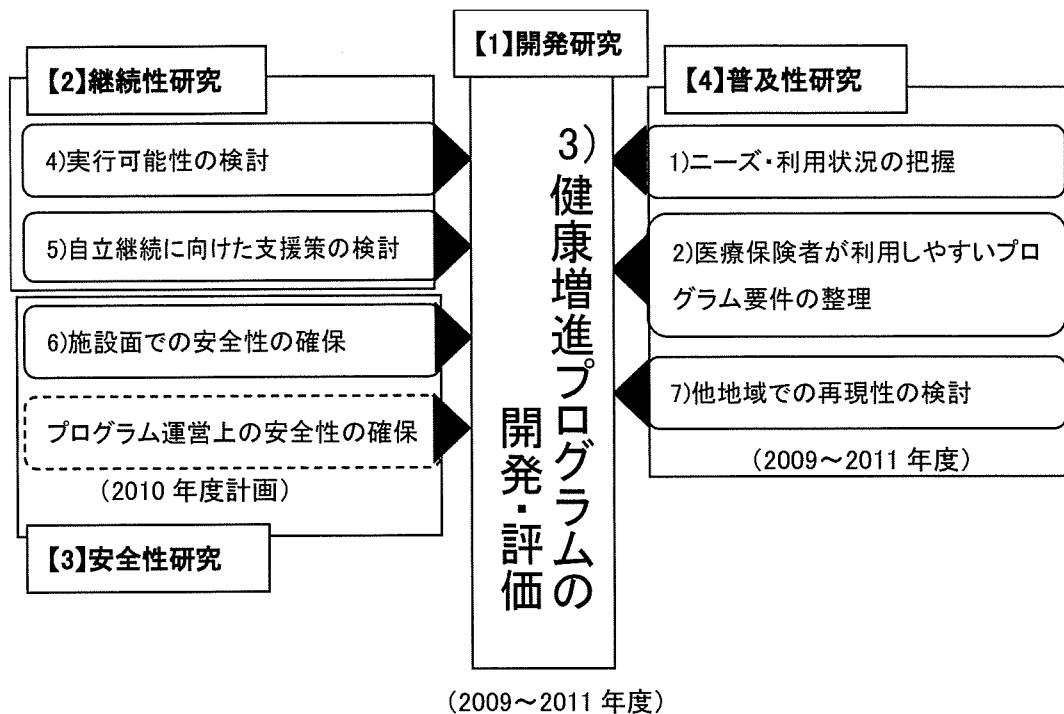 【1】開発研究
3)健康増進プログラムの
開発・評価
(2009～2011 年度)
【2】継続性研究
4)実行可能性の検討
5)自立継続に向けた支援策の検討
6)施設面での安全性の確保
プログラム運営上の安全性の確保
(2010 年度計画)
【3】安全性研究
【4】普及性研究
1)ニーズ・利用状況の把握
2)医療保険者が利用しやすいプロ
グラム要件の整理
7)他地域での再現性の検討
(2009～2011 年度)